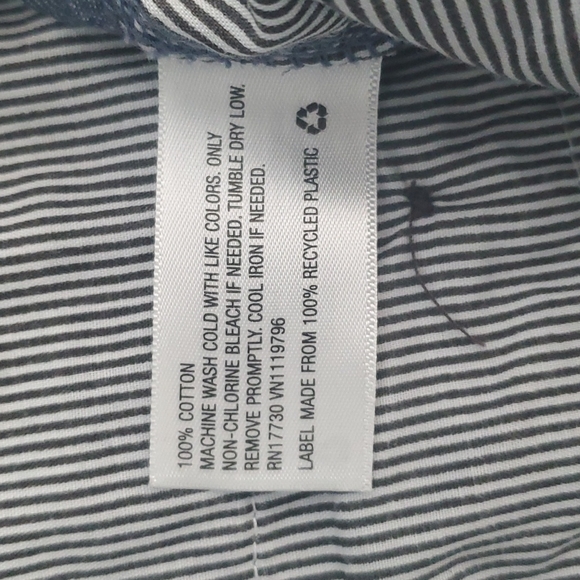 100% COTTON
MACHINE WASH COLD WITH LIKE COLORS. ONLY
NON-CHLORINE BLEACH IF NEEDED. TUMBLE DRY LOW.
REMOVE PROMPTLY. COOL IRON IF NEEDED.
RN17730 VN1119796
LABEL MADE FROM 100% RECYCLED PLASTIC